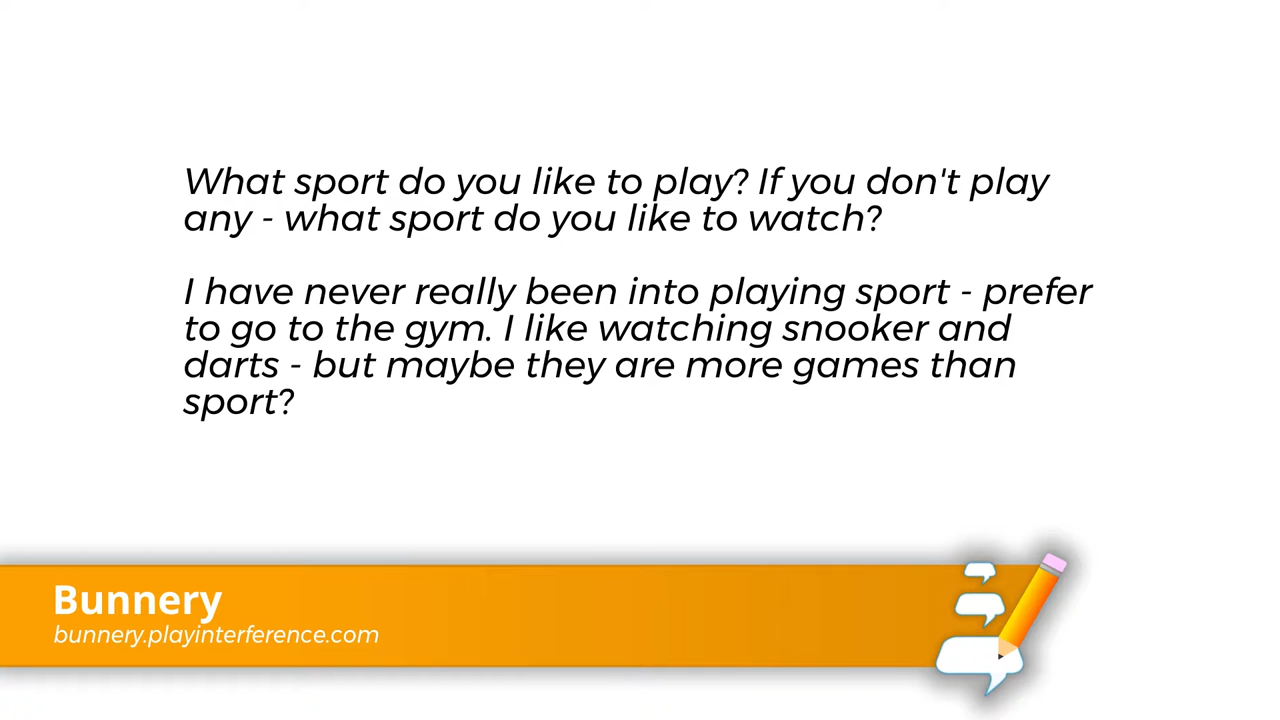 What sport do you like to play? If you don't play
any - what sport do you like to watch?
I have never really been into playing sport - prefer
to go to the gym. I like watching snooker and
darts - but maybe they are more games than
sport?
Bunnery
bunnery.playinterference.com